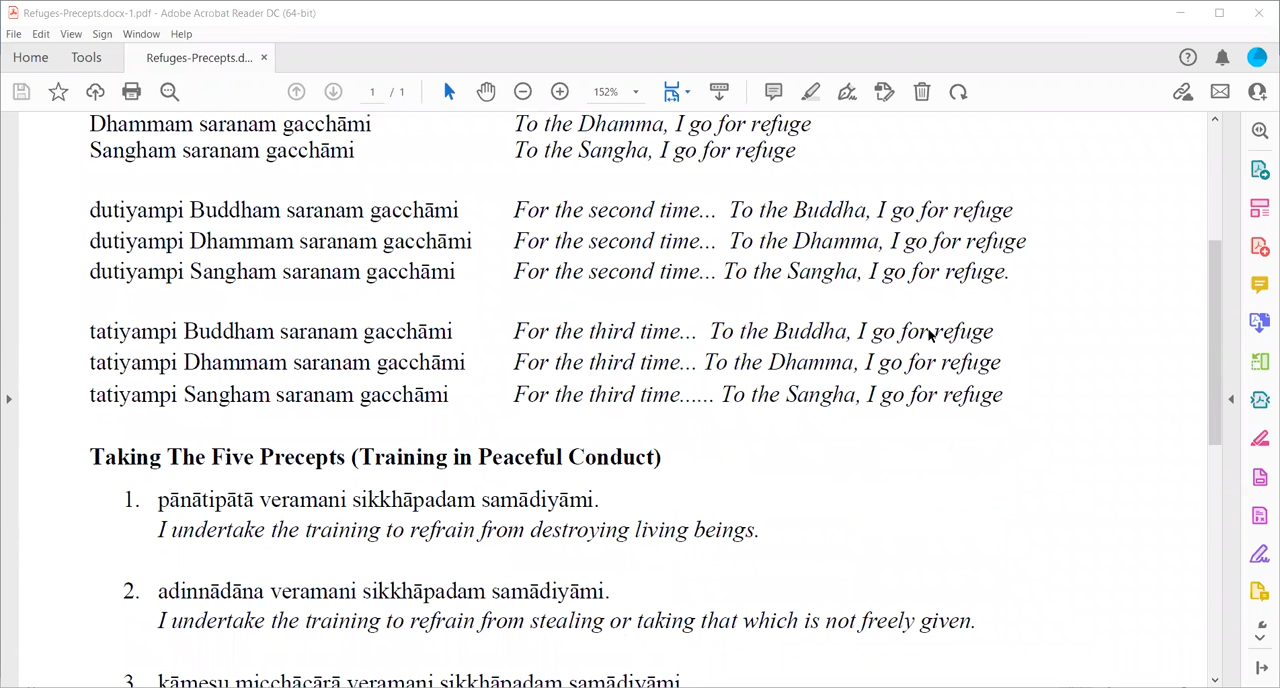 Refuges-Precepts.docx-1.pdf - Adobe Acrobat Reader DC (64-bit)
File Edit View Sign Window Help
Home Tools Refuges-Precepts.d... ×
1 / 1 152%
Dhammam saranam gacchāmi To the Dhamma, I go for refuge
Sangham saranam gacchāmi To the Sangha, I go for refuge
dutiyampi Buddham saranam gacchāmi For the second time... To the Buddha, I go for refuge
dutiyampi Dhammam saranam gacchāmi For the second time... To the Dhamma, I go for refuge
dutiyampi Sangham saranam gacchāmi For the second time... To the Sangha, I go for refuge.
tatiyampi Buddham saranam gacchāmi For the third time... To the Buddha, I go for refuge
tatiyampi Dhammam saranam gacchāmi For the third time... To the Dhamma, I go for refuge
tatiyampi Sangham saranam gacchāmi For the third time...... To the Sangha, I go for refuge
Taking The Five Precepts (Training in Peaceful Conduct)
1. pānātipātā veramani sikkhāpadam samādiyāmi.
I undertake the training to refrain from destroying living beings.
2. adinnādāna veramani sikkhāpadam samādiyāmi.
I undertake the training to refrain from stealing or taking that which is not freely given.
3. kāmesu micchācārā veramani sikkhāpadam samādiyāmi